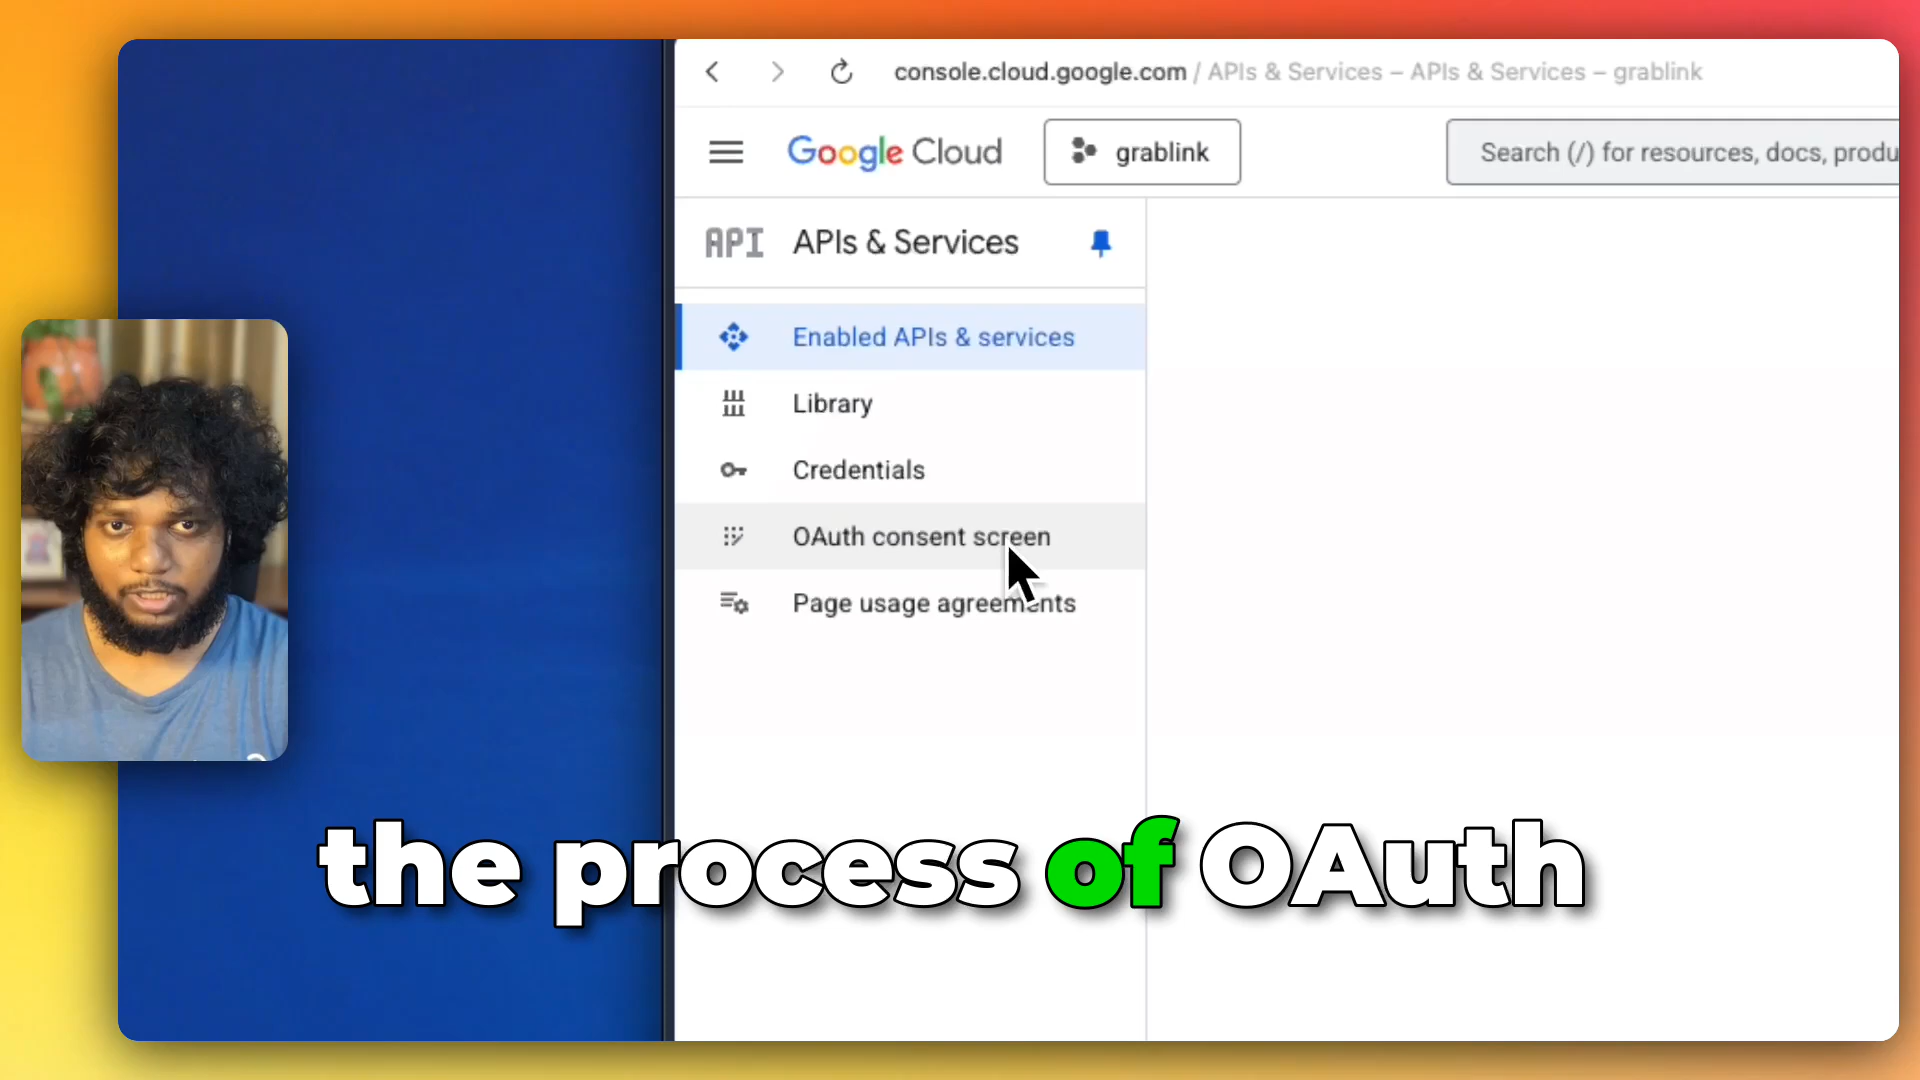 console.cloud.google.com / APIs & Services – APIs & Services – grablink
Google Cloud
grablink
Search (/) for resources, docs, produ
API APIs & Services
Enabled APIs & services
Library
Credentials
OAuth consent screen
Page usage agreements
the process of OAuth